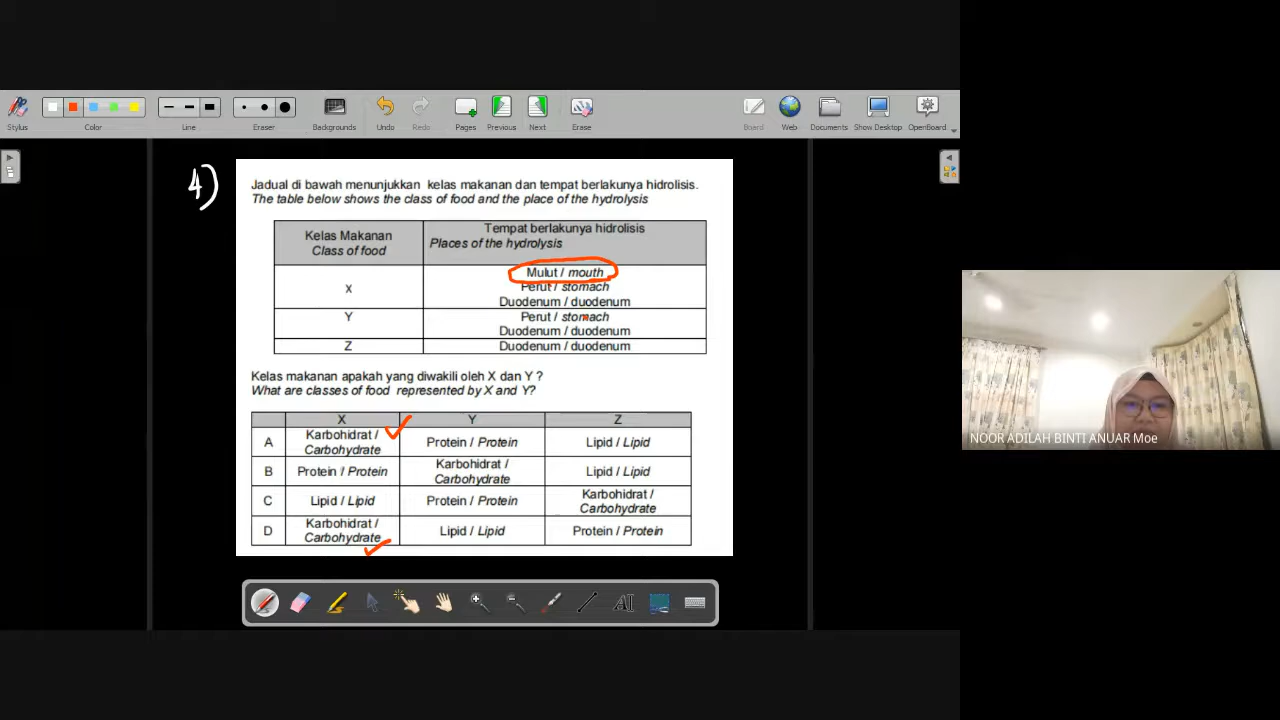 Stylus
Color
Line
Eraser
Backgrounds
Undo
Redo
Pages
Previous
Next
Erase
Board
Web
Documents
Show Desktop
OpenBoard
4)
Jadual di bawah menunjukkan kelas makanan dan tempat berlakunya hidrolisis.
The table below shows the class of food and the place of the hydrolysis
Kelas Makanan
Class of food
Tempat berlakunya hidrolisis
Places of the hydrolysis
X
Mulut / mouth
Perut / stomach
Duodenum / duodenum
Y
Perut / stomach
Duodenum / duodenum
Z
Duodenum / duodenum
Kelas makanan apakah yang diwakili oleh X dan Y ?
What are classes of food represented by X and Y?
X Y Z
A
Karbohidrat /
Carbohydrate
Protein / Protein
Lipid / Lipid
B
Protein / Protein
Karbohidrat /
Carbohydrate
Lipid / Lipid
C
Lipid / Lipid
Protein / Protein
Karbohidrat /
Carbohydrate
D
Karbohidrat /
Carbohydrate
Lipid / Lipid
Protein / Protein
AI
NOOR ADILAH BINTI ANUAR Moe